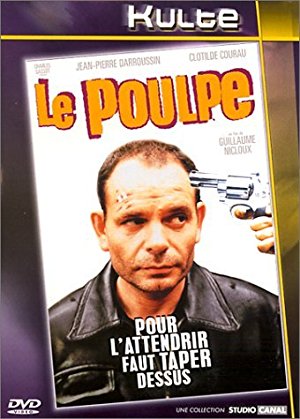 Kulte
JEAN-PIERRE DARROUSSIN
CLOTILDE COURAU
LE POULPE
un film de
GUILLAUME
NICLOUX
POUR
L'ATTENDRIR
FAUT TAPER
DESSUS
DVD
VIDEO
UNE COLLECTION STUDIO CANAL